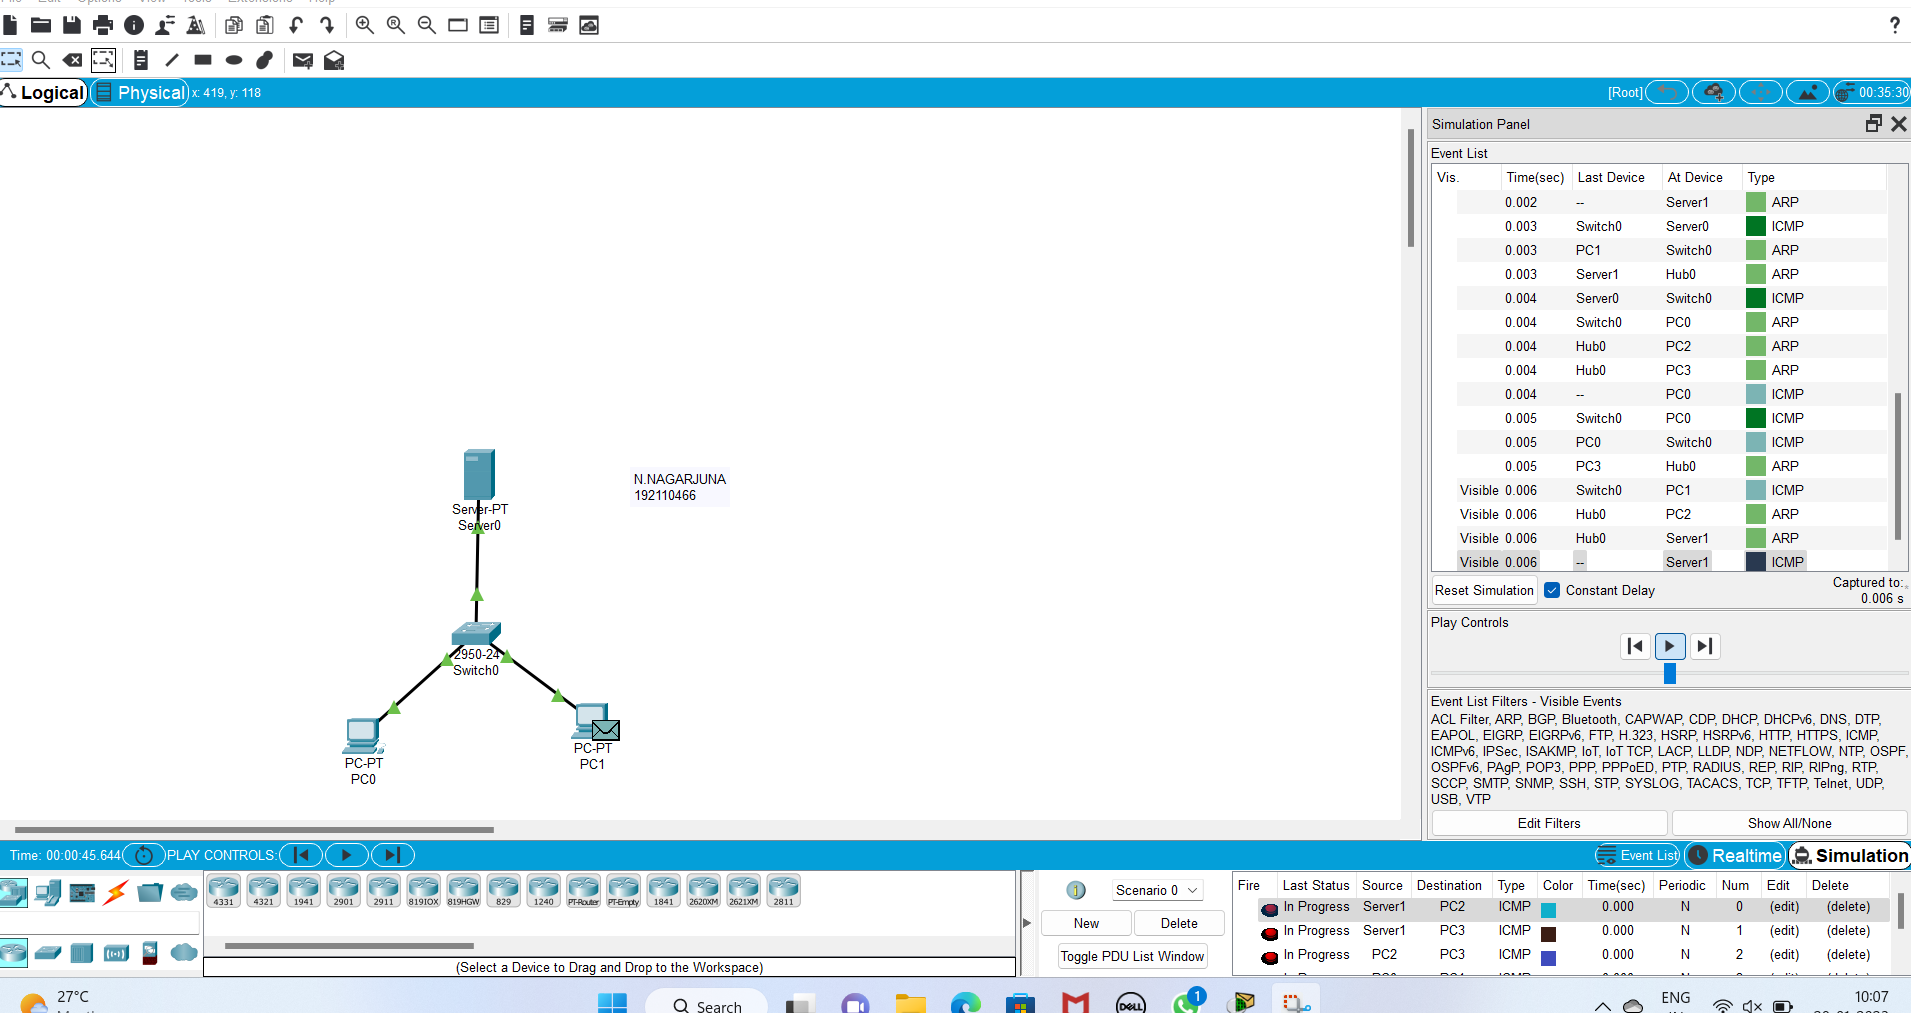 File Edit Options View Tools Extensions Help
?
Logical Physical x: 419, y: 118 [Root] 00:35:30
Simulation Panel
Event List
Vis. Time(sec) Last Device At Device Type
0.002 -- Server1 ARP
0.003 Switch0 Server0 ICMP
0.003 PC1 Switch0 ARP
0.003 Server1 Hub0 ARP
0.004 Server0 Switch0 ICMP
0.004 Switch0 PC0 ARP
0.004 Hub0 PC2 ARP
0.004 Hub0 PC3 ARP
0.004 -- PC0 ICMP
0.005 Switch0 PC0 ICMP
0.005 PC0 Switch0 ICMP
0.005 PC3 Hub0 ARP
Visible 0.006 Switch0 PC1 ICMP
Visible 0.006 Hub0 PC2 ARP
Visible 0.006 Hub0 Server1 ARP
Visible 0.006 -- Server1 ICMP
Reset Simulation Constant Delay Captured to:
0.006 s
Play Controls
Event List Filters - Visible Events
ACL Filter, ARP, BGP, Bluetooth, CAPWAP, CDP, DHCP, DHCPv6, DNS, DTP,
EAPOL, EIGRP, EIGRPv6, FTP, H.323, HSRP, HSRPv6, HTTP, HTTPS, ICMP,
ICMPv6, IPSec, ISAKMP, IoT, IoT TCP, LACP, LLDP, NDP, NETFLOW, NTP, OSPF,
OSPFv6, PAgP, POP3, PPP, PPPoED, PTP, RADIUS, REP, RIP, RIPng, RTP,
SCCP, SMTP, SNMP, SSH, STP, SYSLOG, TACACS, TCP, TFTP, Telnet, UDP,
USB, VTP
Edit Filters Show All/None
N.NAGARJUNA
192110466
Server-PT
Server0
2950-24
Switch0
PC-PT
PC0
PC-PT
PC1
Time: 00:00:45.644 PLAY CONTROLS: Event List Realtime Simulation
4331 4321 1941 2901 2911 819IOX 819HGW 829 1240 PT-Router PT-Empty 1841 2620XM 2621XM 2811
(Select a Device to Drag and Drop to the Workspace)
Scenario 0
New Delete
Toggle PDU List Window
Fire Last Status Source Destination Type Color Time(sec) Periodic Num Edit Delete
In Progress Server1 PC2 ICMP 0.000 N 0 (edit) (delete)
In Progress Server1 PC3 ICMP 0.000 N 1 (edit) (delete)
In Progress PC2 PC3 ICMP 0.000 N 2 (edit) (delete)
27°C
Search
DELL
1
ENG
10:07